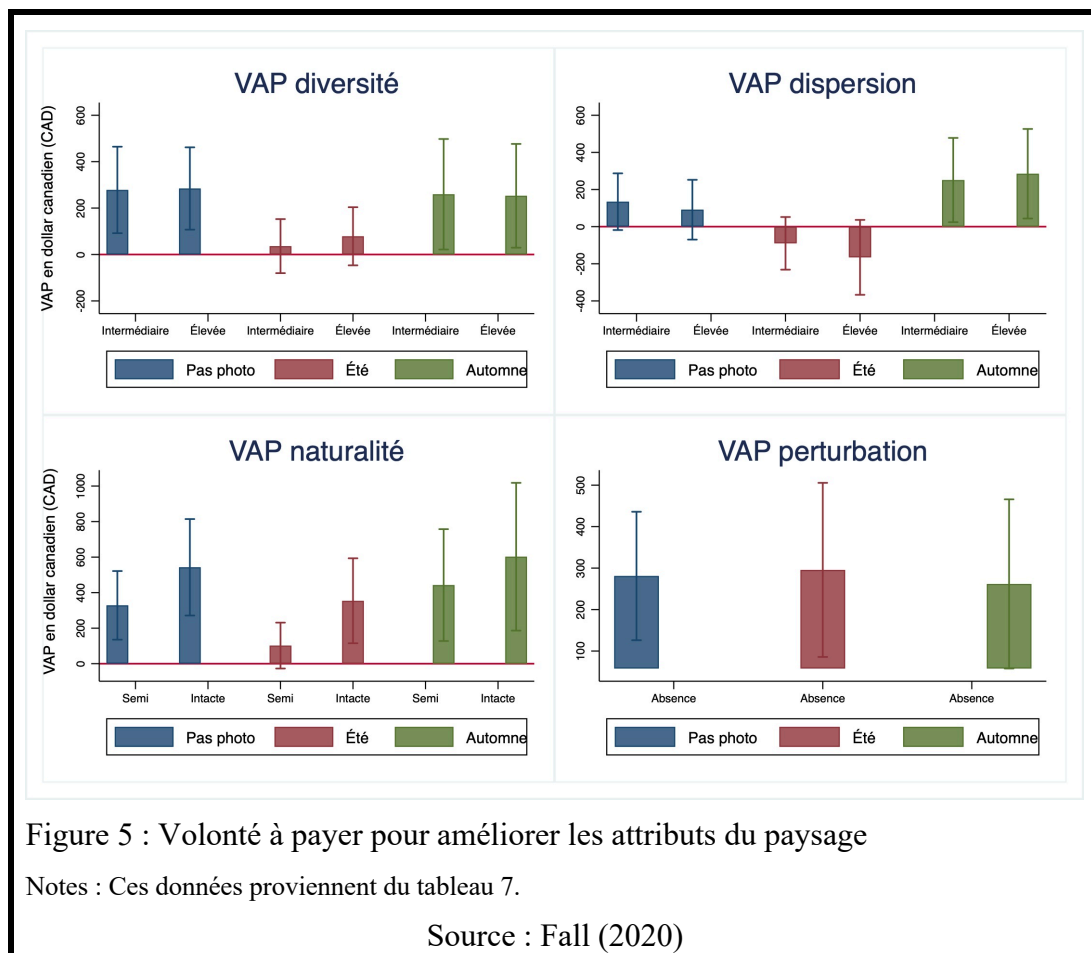 VAP diversité
VAP en dollar canadien (CAD)
600
400
200
0
-200
Intermédiaire Élevée Intermédiaire Élevée Intermédiaire Élevée
Pas photo Été Automne
VAP dispersion
600
400
200
0
-200
-400
Intermédiaire Élevée Intermédiaire Élevée Intermédiaire Élevée
Pas photo Été Automne
VAP naturalité
VAP en dollar canadien (CAD)
1000
800
600
400
200
0
Semi Intacte Semi Intacte Semi Intacte
Pas photo Été Automne
VAP perturbation
500
400
300
200
100
Absence Absence Absence
Pas photo Été Automne
Figure 5 : Volonté à payer pour améliorer les attributs du paysage
Notes : Ces données proviennent du tableau 7.
Source : Fall (2020)